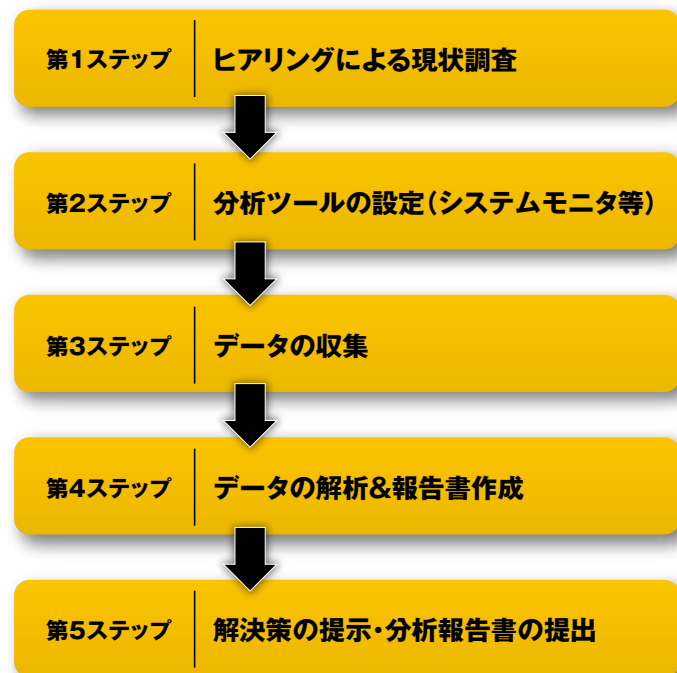 第1ステップ ヒアリングによる現状調査
第2ステップ 分析ツールの設定(システムモニタ等)
第3ステップ データの収集
第4ステップ データの解析&報告書作成
第5ステップ 解決策の提示・分析報告書の提出